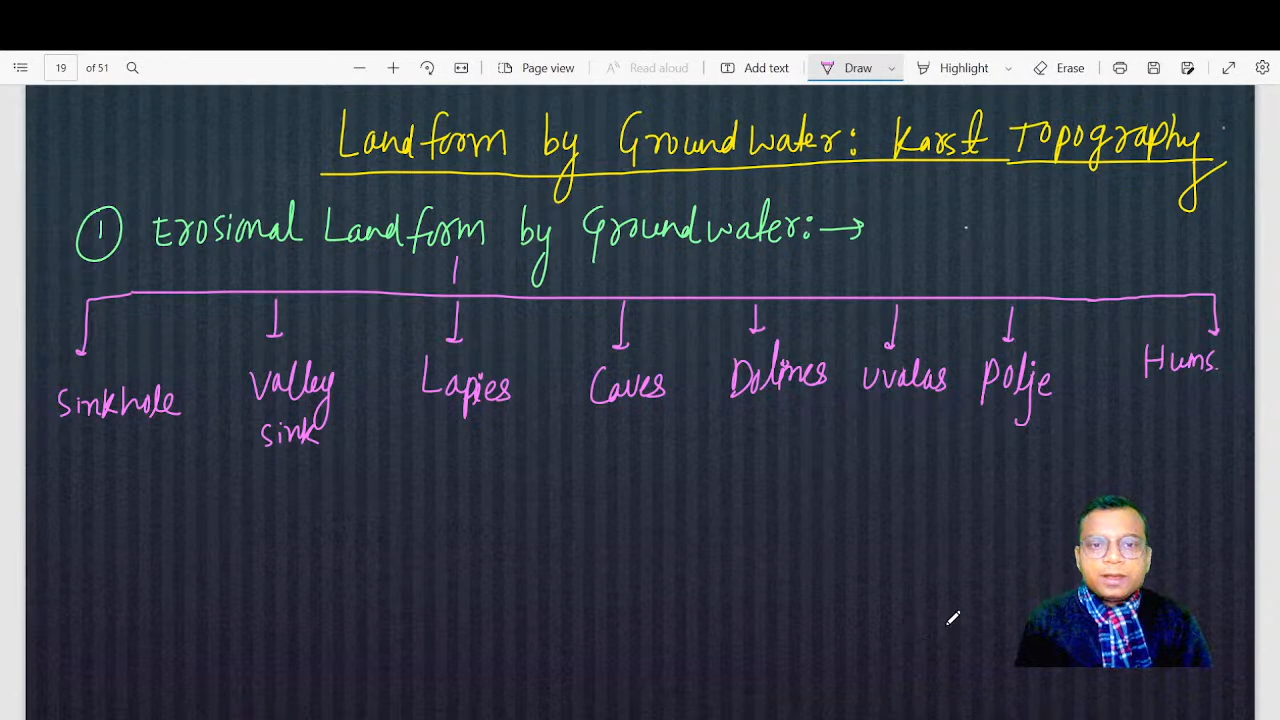 19 of 51 Page view Read aloud Add text Draw Highlight Erase
Landform by Groundwater: Karst Topography
1 Erosional Landform by Groundwater:→
Sinkhole Valley sink Lapies Caves Dolines uvalas polje Hums.